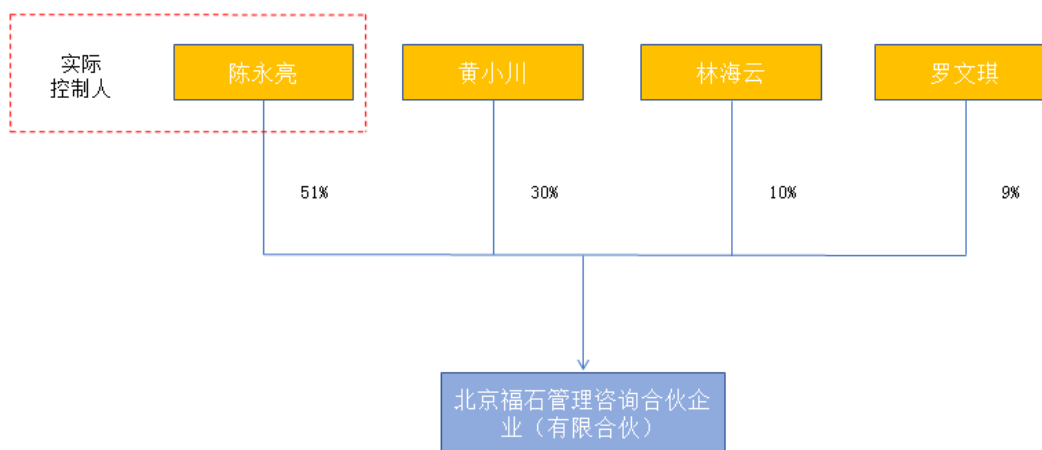 实际
控制人
陈永亮
黄小川
林海云
罗文琪
51%
30%
10%
9%
北京福石管理咨询合伙企
业（有限合伙）